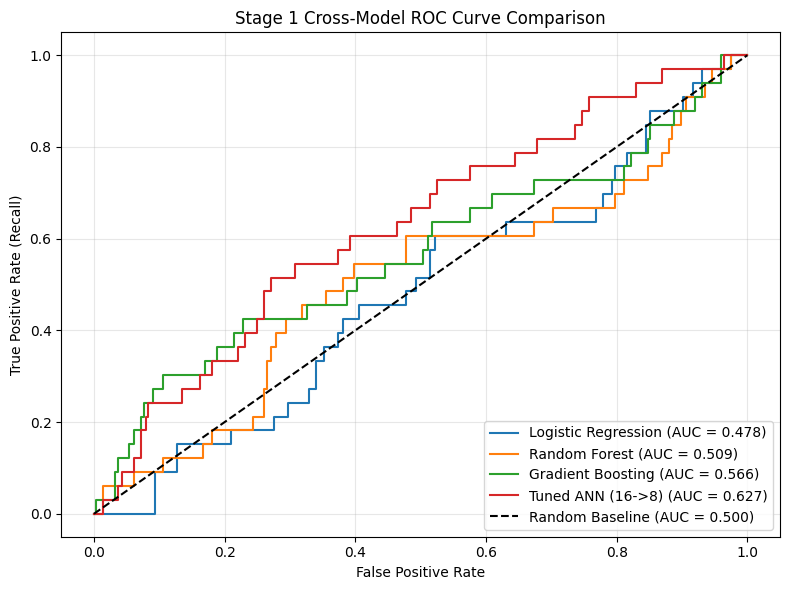 Stage 1 Cross-Model ROC Curve Comparison
True Positive Rate (Recall)
1.0
0.8
0.6
0.4
0.2
0.0
Logistic Regression (AUC = 0.478)
Random Forest (AUC = 0.509)
Gradient Boosting (AUC = 0.566)
Tuned ANN (16->8) (AUC = 0.627)
Random Baseline (AUC = 0.500)
0.0 0.2 0.4 0.6 0.8 1.0
False Positive Rate